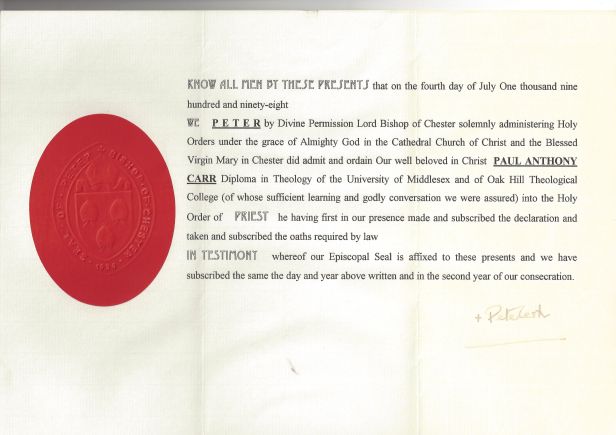 KNOW ALL MEN BY THESE PRESENTS that on the fourth day of July One thousand nine
hundred and ninety-eight
WE PETER by Divine Permission Lord Bishop of Chester solemnly administering Holy
Orders under the grace of Almighty God in the Cathedral Church of Christ and the Blessed
Virgin Mary in Chester did admit and ordain Our well beloved in Christ PAUL ANTHONY
CARR Diploma in Theology of the University of Middlesex and of Oak Hill Theological
College (of whose sufficient learning and godly conversation we were assured) into the Holy
Order of PRIEST he having first in our presence made and subscribed the declaration and
taken and subscribed the oaths required by law
IN TESTIMONY whereof our Episcopal Seal is affixed to these presents and we have
subscribed the same the day and year above written and in the second year of our consecration.
SEAL OF PETER BISHOP OF CHESTER